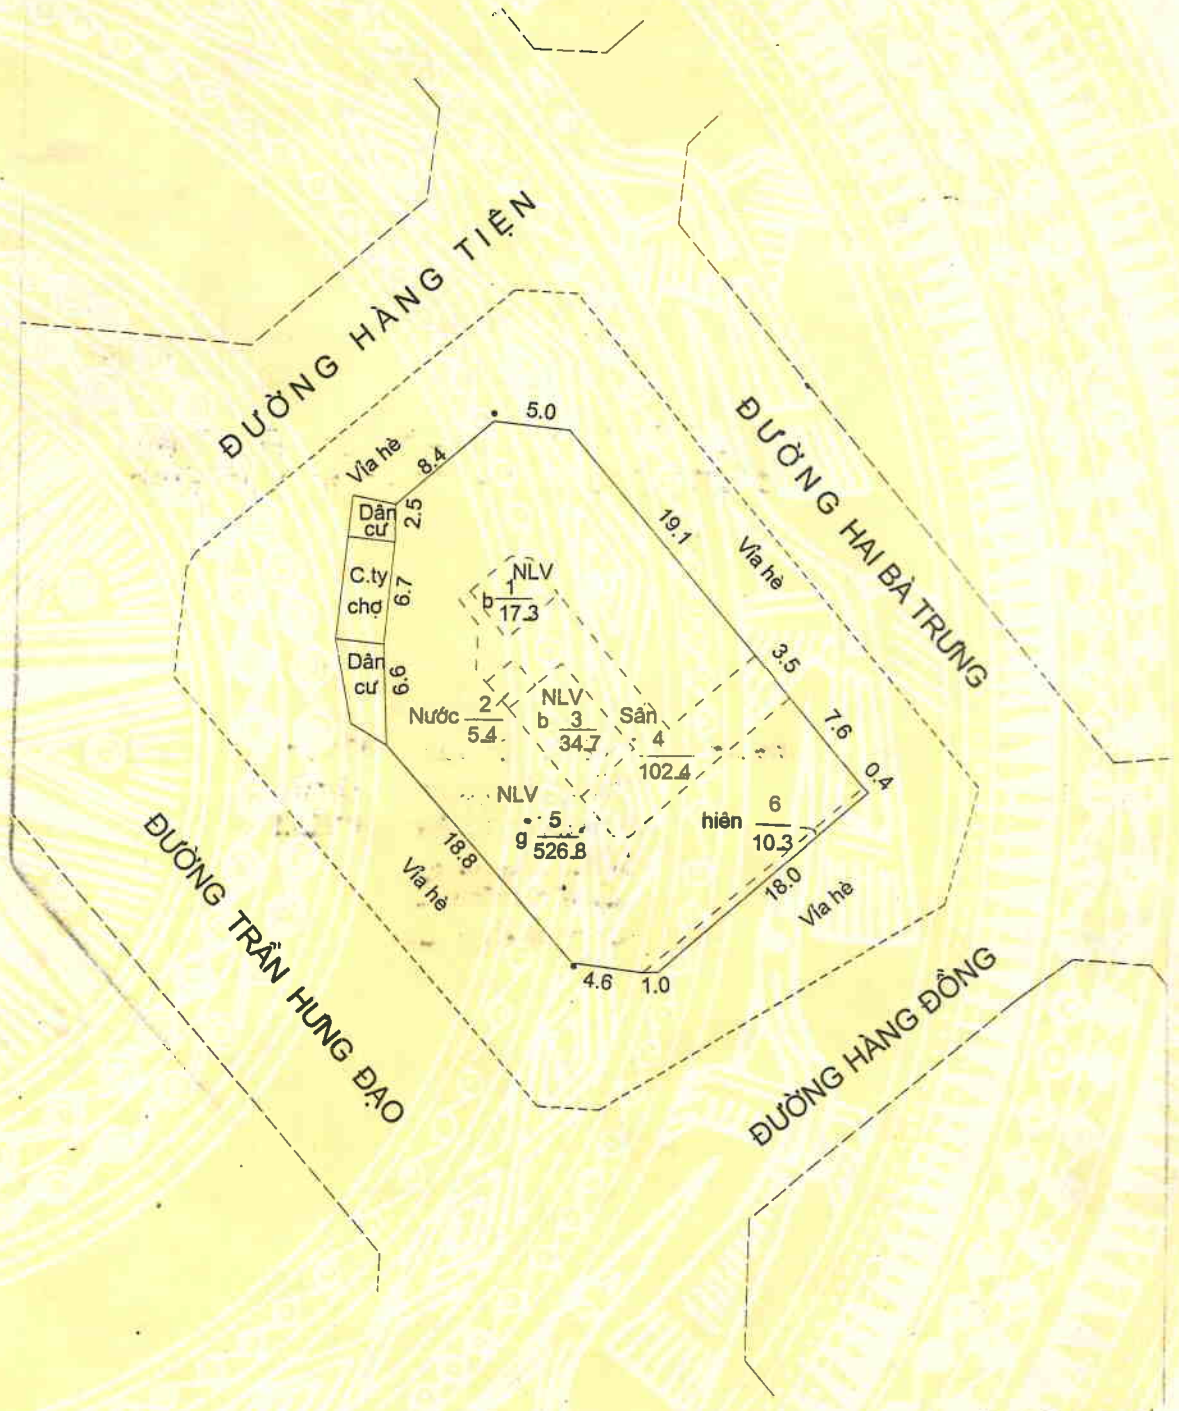 ĐƯỜNG HÀNG TIỆN
5.0
ĐƯỜNG HAI BÀ TRƯNG
Vỉa hè
8.4
Dân
cư
2.5
19.1
Vỉa hè
C.ty
chợ
6.7
NLV
b 1
17.3
Dân
cư
6.6
3.5
Nước 2
5.4
NLV
b 3
34.7
Sân
4
102.4
7.6
0.4
NLV
g 5
526.8
hiên 6
10.3
ĐƯỜNG TRẦN HƯNG ĐẠO
18.8
Vỉa hè
18.0
Vỉa hè
4.6
1.0
ĐƯỜNG HÀNG ĐỒNG